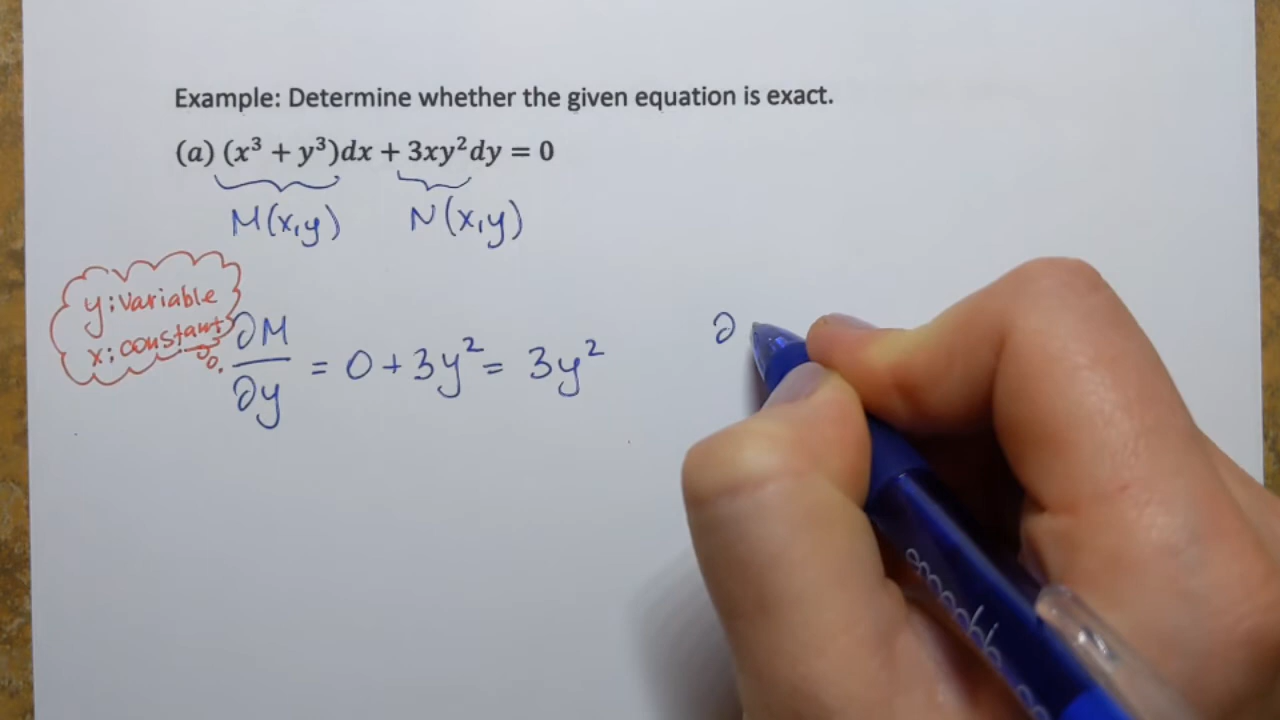 Example: Determine whether the given equation is exact.
(a) (x³ + y³)dx + 3xy²dy = 0
M(x,y) N(x,y)
y: variable
x: constant
∂M/∂y = 0 + 3y² = 3y²
∂